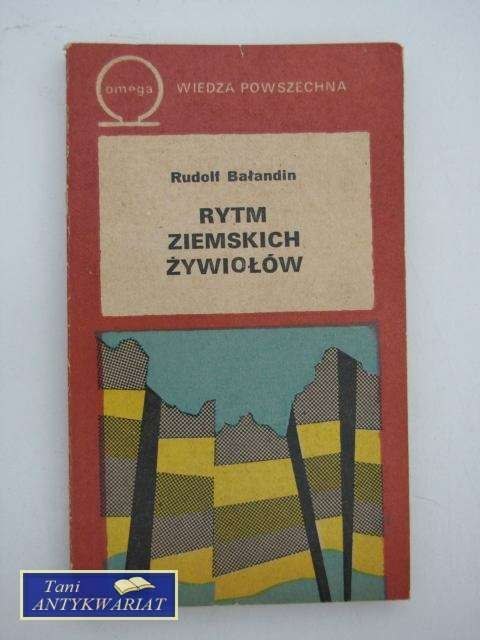 omega
WIEDZA POWSZECHNA
Rudolf Bałandin
RYTM
ZIEMSKICH
ŻYWIOŁÓW
Tani
ANTYKWARIAT